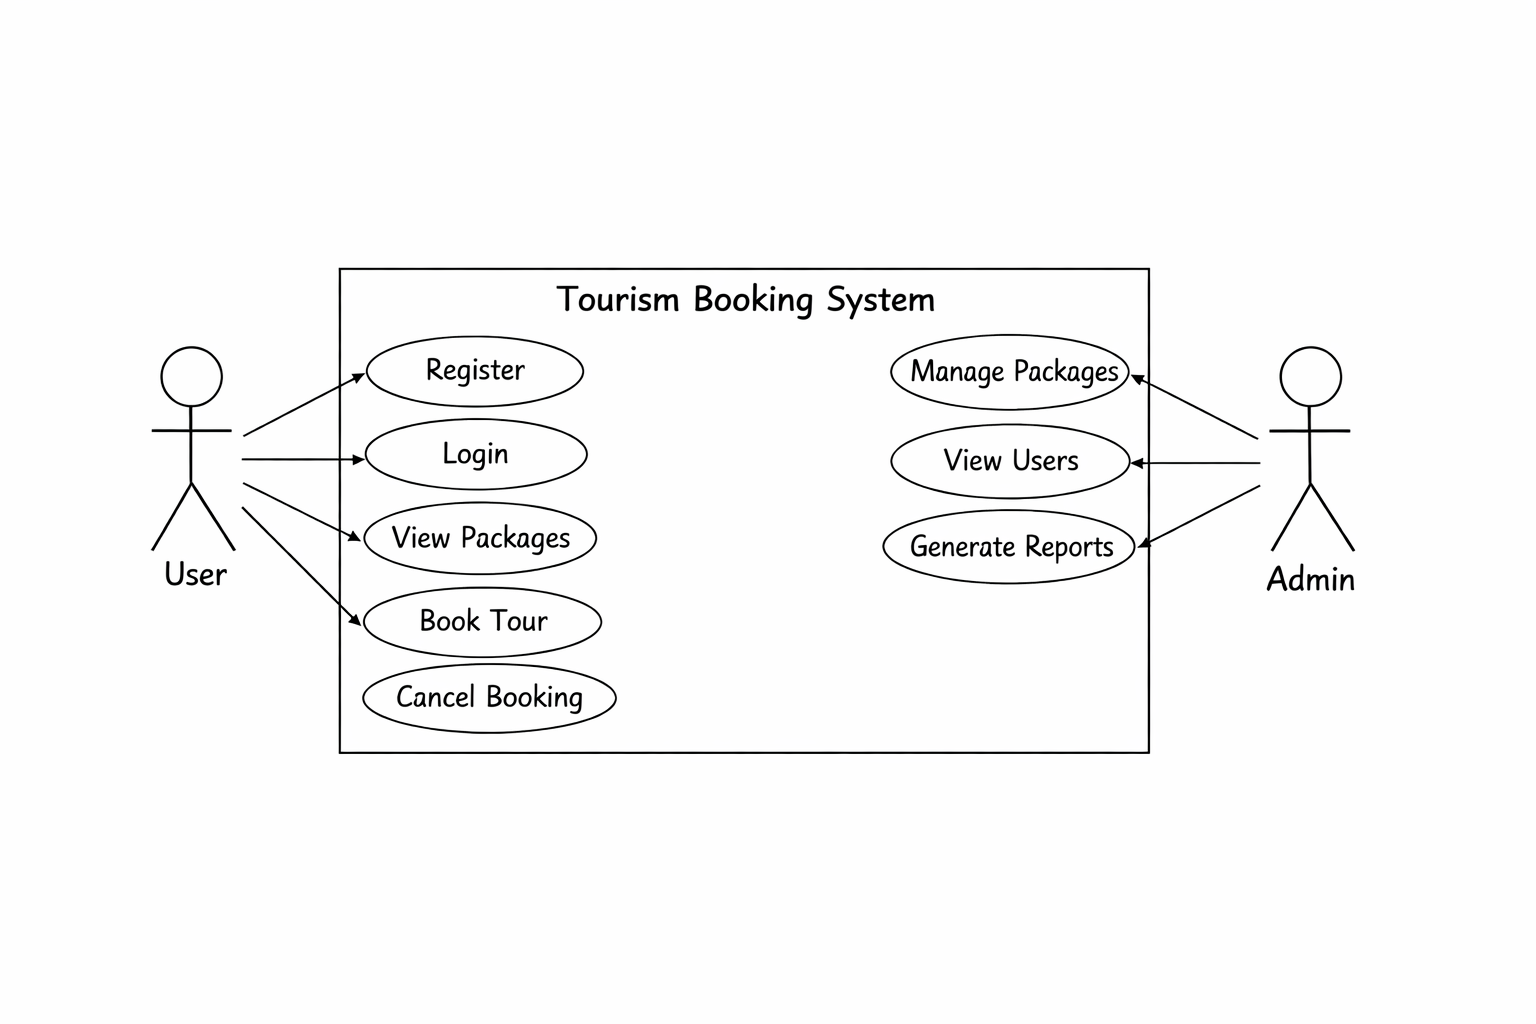 Tourism Booking System
Register
Login
View Packages
Book Tour
Cancel Booking
Manage Packages
View Users
Generate Reports
User
Admin